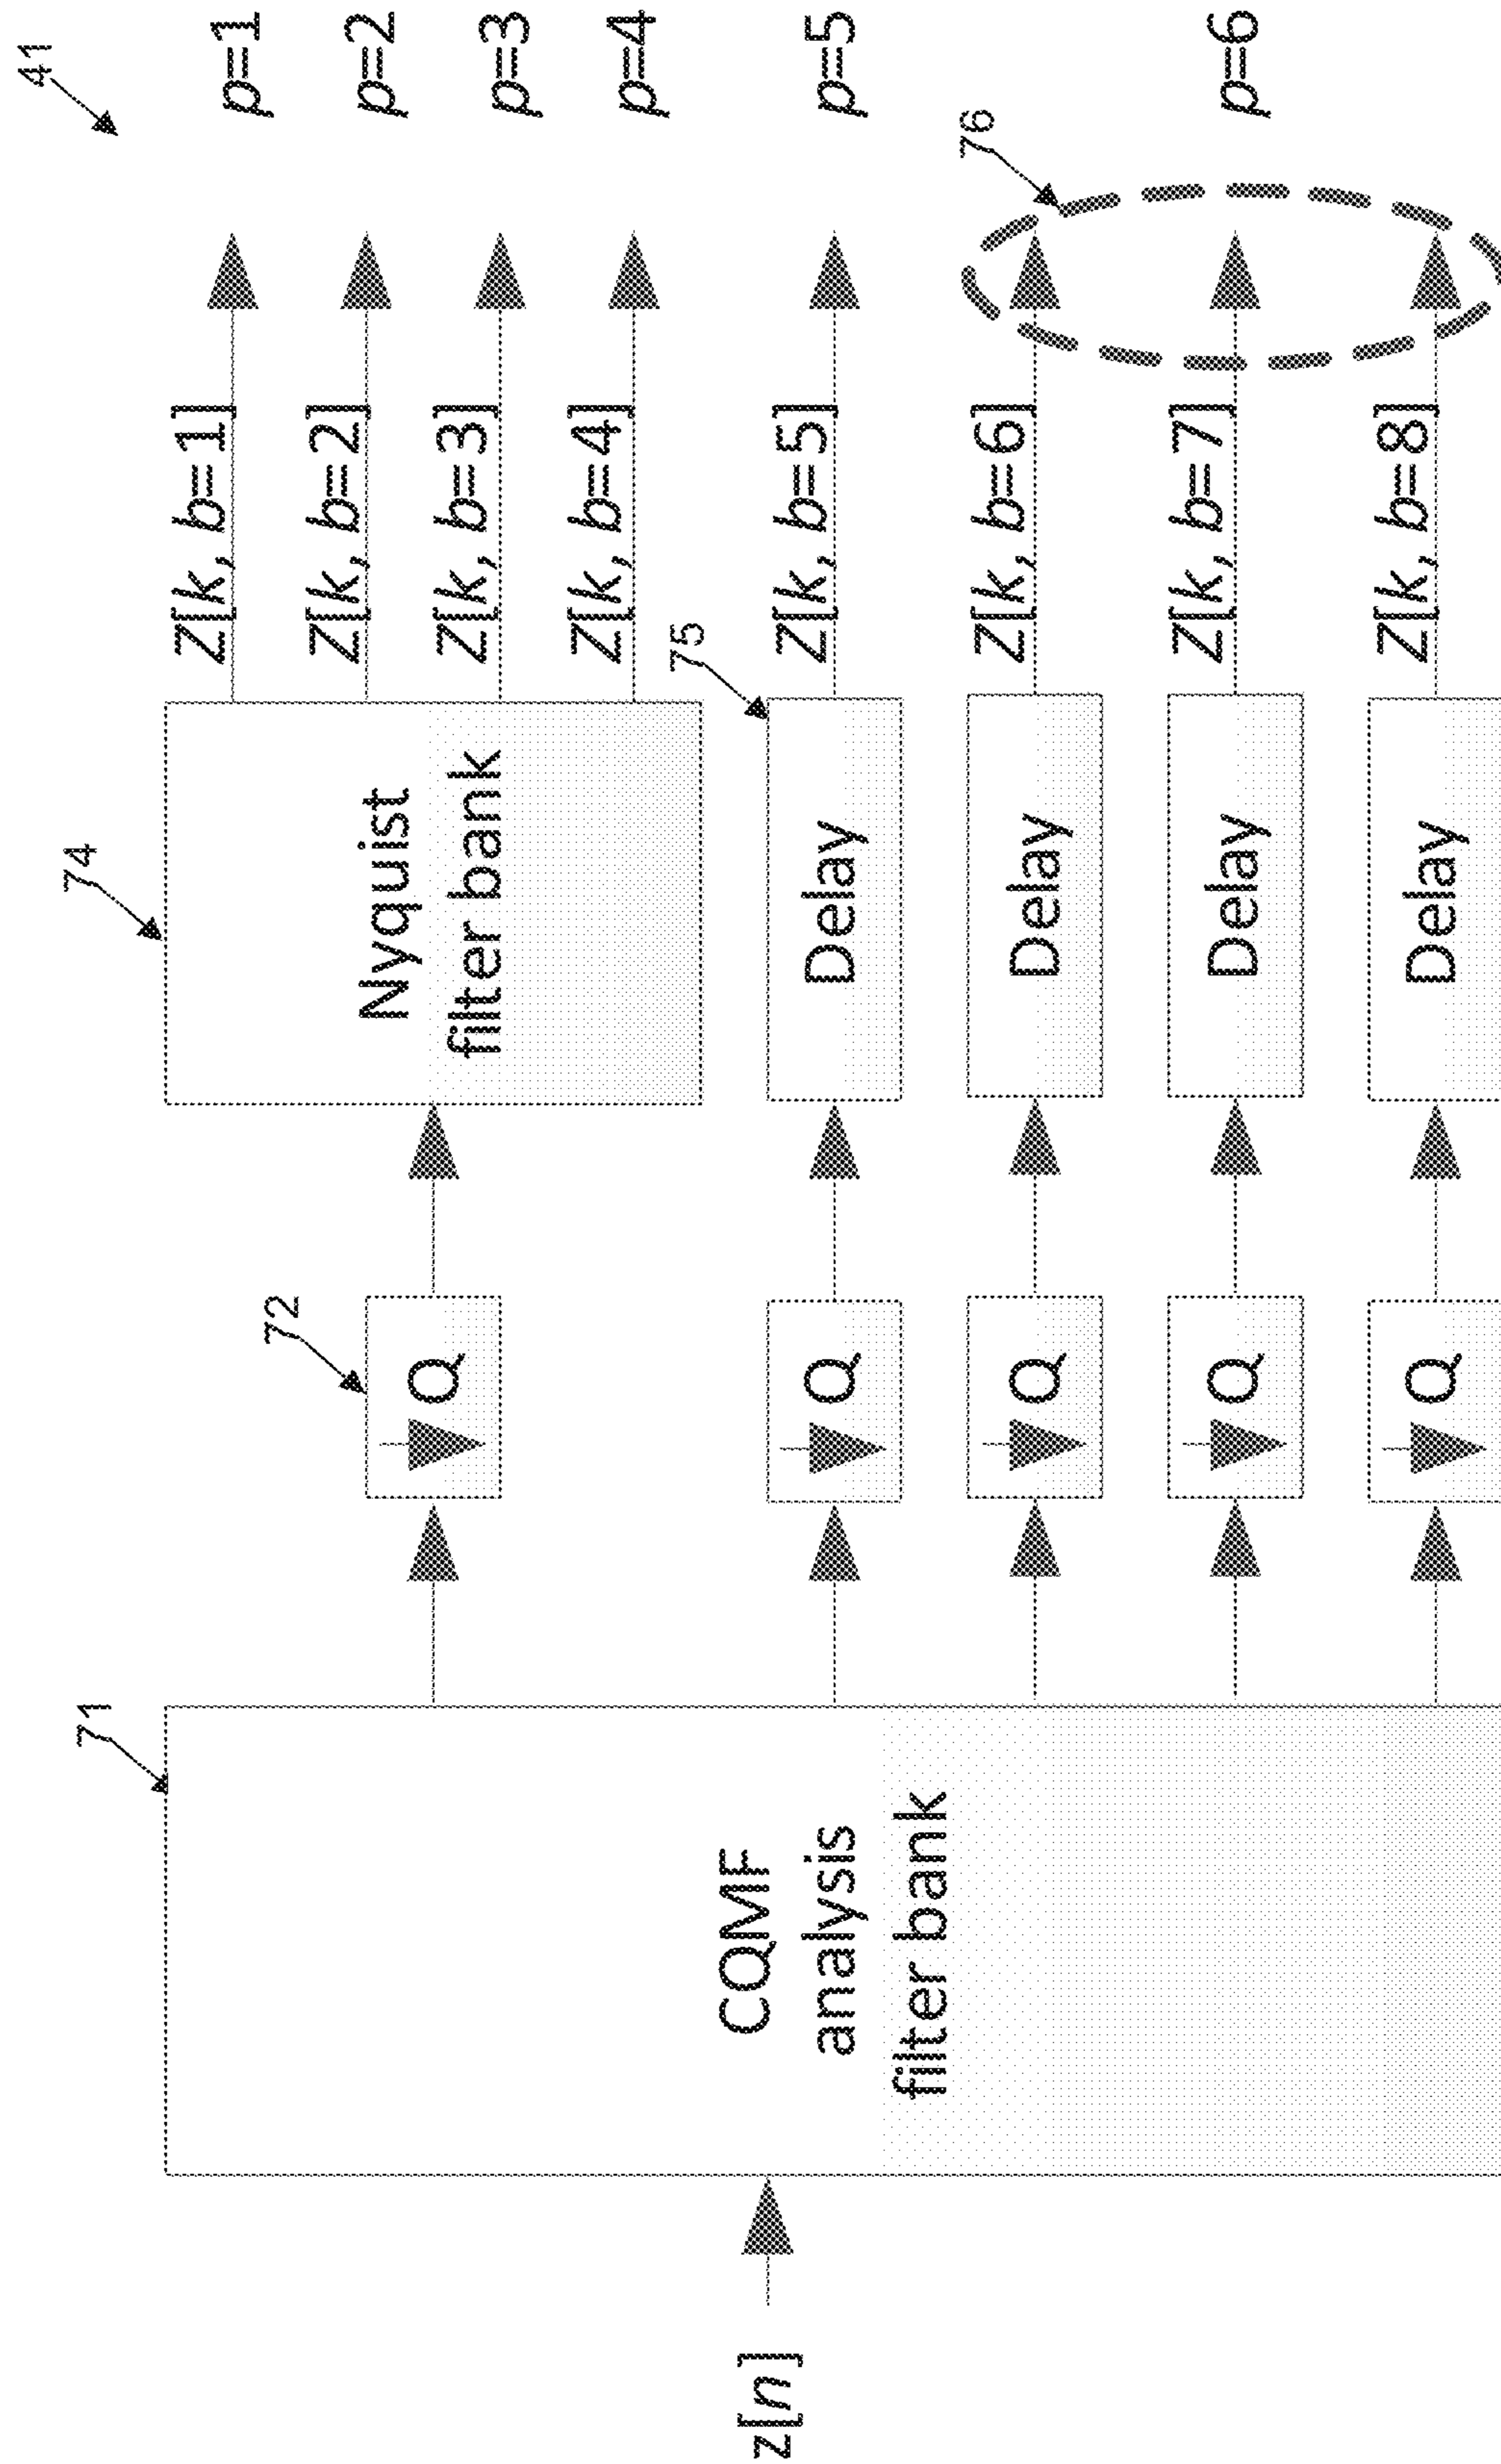 41
z[n]
71
CQMF
analysis
filter bank
72
Q
Q
Q
Q
Q
74
Nyquist
filter bank
75
Delay
Delay
Delay
Delay
Z[k, b=1]
Z[k, b=2]
Z[k, b=3]
Z[k, b=4]
Z[k, b=5]
Z[k, b=6]
Z[k, b=7]
Z[k, b=8]
76
p=1
p=2
p=3
p=4
p=5
p=6